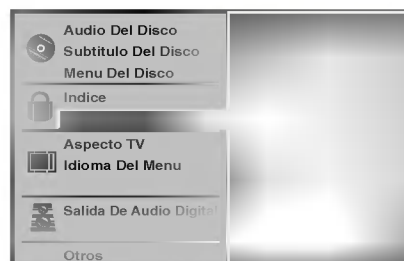 Audio Del Disco
Subtitulo Del Disco
Menu Del Disco
Indice
Aspecto TV
Idioma Del Menu
Salida De Audio Digital
Otros